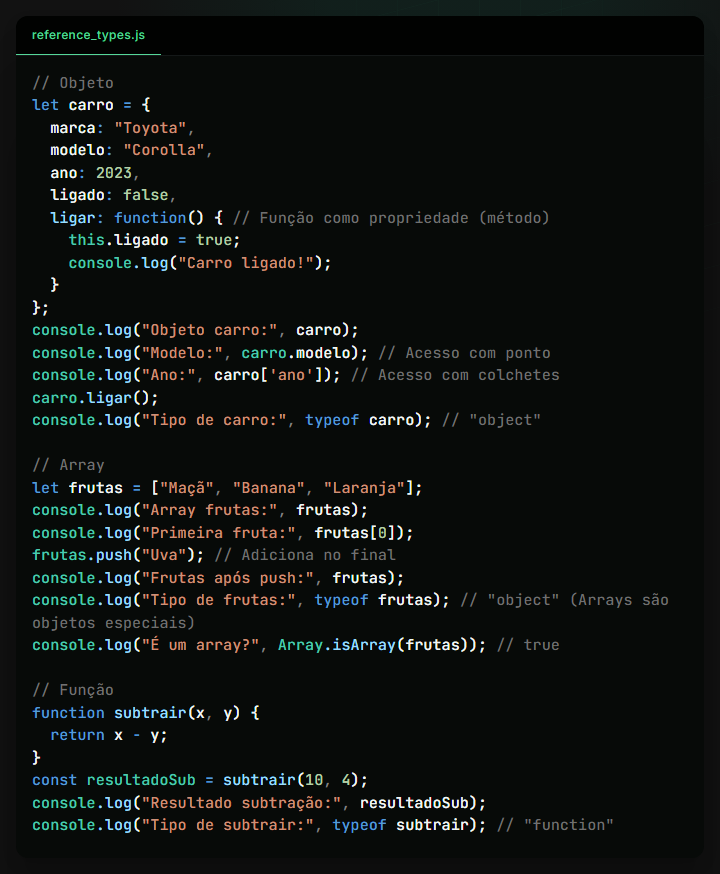 reference_types.js
// Objeto
let carro = {
  marca: "Toyota",
  modelo: "Corolla",
  ano: 2023,
  ligado: false,
  ligar: function() { // Função como propriedade (método)
    this.ligado = true;
    console.log("Carro ligado!");
  }
};
console.log("Objeto carro:", carro);
console.log("Modelo:", carro.modelo); // Acesso com ponto
console.log("Ano:", carro['ano']); // Acesso com colchetes
carro.ligar();
console.log("Tipo de carro:", typeof carro); // "object"

// Array
let frutas = ["Maçã", "Banana", "Laranja"];
console.log("Array frutas:", frutas);
console.log("Primeira fruta:", frutas[0]);
frutas.push("Uva"); // Adiciona no final
console.log("Frutas após push:", frutas);
console.log("Tipo de frutas:", typeof frutas); // "object" (Arrays são
objetos especiais)
console.log("É um array?", Array.isArray(frutas)); // true

// Função
function subtrair(x, y) {
  return x - y;
}
const resultadoSub = subtrair(10, 4);
console.log("Resultado subtração:", resultadoSub);
console.log("Tipo de subtrair:", typeof subtrair); // "function"